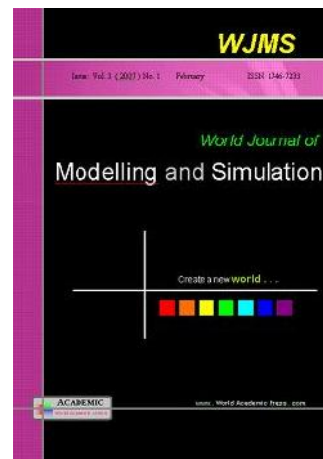 WJMS
Issue: Vol. 3 (2007) No. 1 February ISSN 1746-7233
World Journal of
Modelling and Simulation
Create a new world . . .
ACADEMIC
www. World Academic Press. com